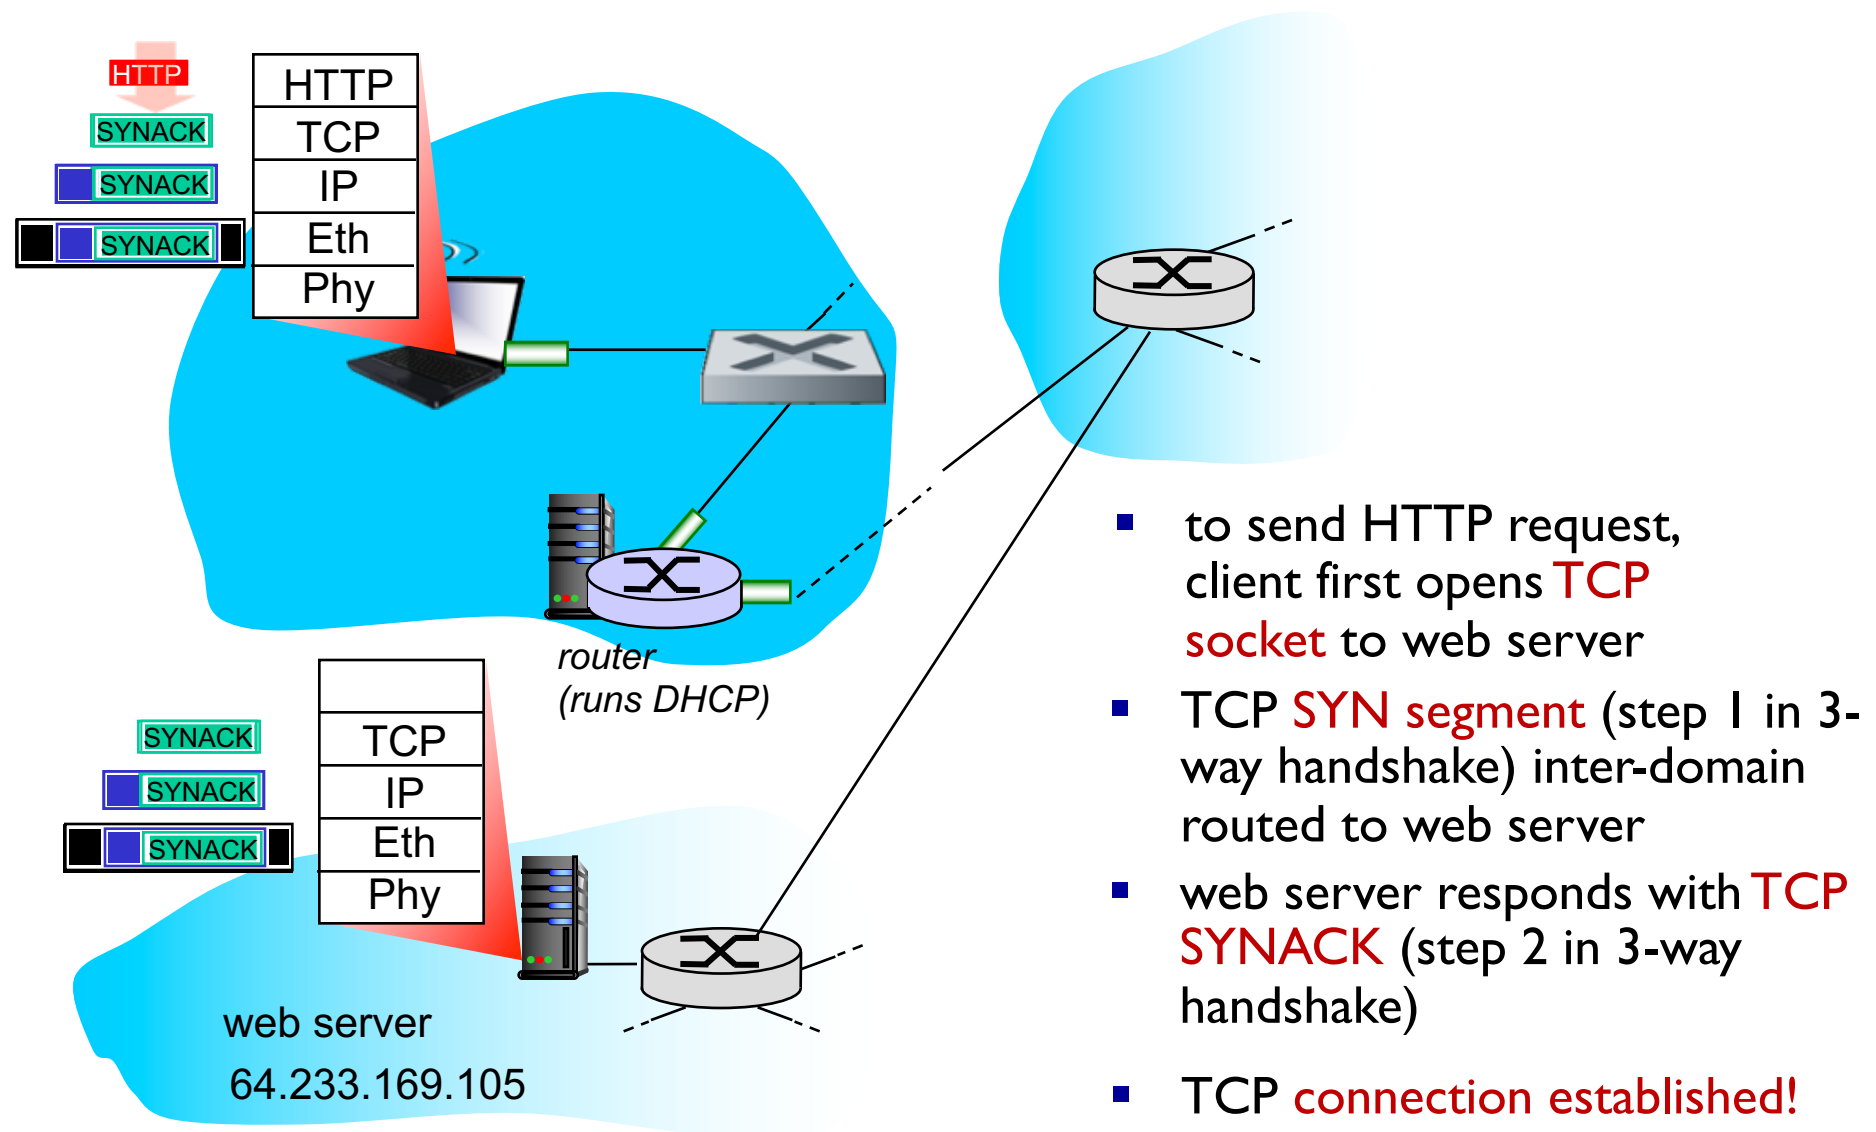 HTTP
SYNACK
SYNACK
SYNACK
HTTP
TCP
IP
Eth
Phy
router
(runs DHCP)
SYNACK
SYNACK
SYNACK
TCP
IP
Eth
Phy
web server
64.233.169.105
▪ to send HTTP request,
client first opens TCP
socket to web server
▪ TCP SYN segment (step 1 in 3-
way handshake) inter-domain
routed to web server
▪ web server responds with TCP
SYNACK (step 2 in 3-way
handshake)
▪ TCP connection established!